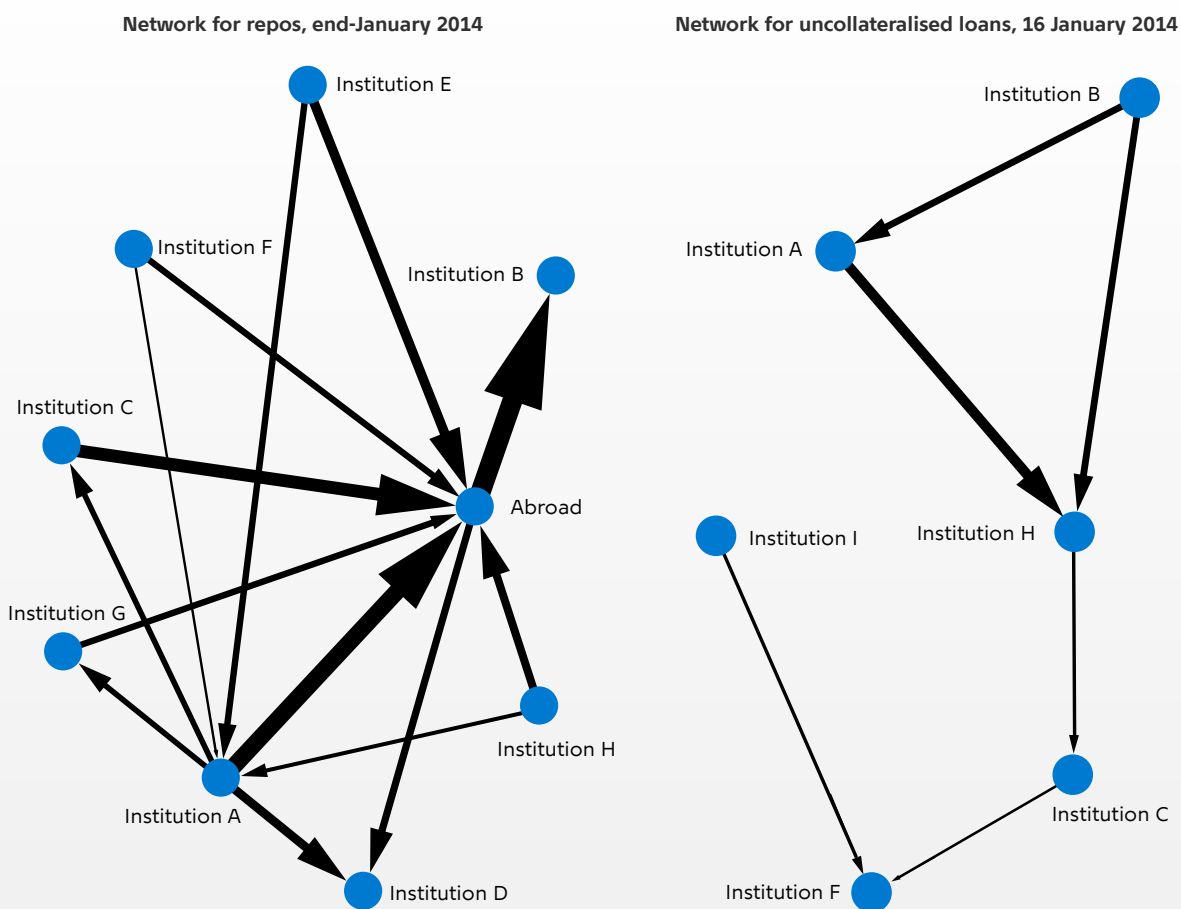 Network for repos, end-January 2014
Institution E
Institution F
Institution B
Institution C
Abroad
Institution G
Institution H
Institution A
Institution D
Network for uncollateralised loans, 16 January 2014
Institution B
Institution A
Institution I
Institution H
Institution C
Institution F